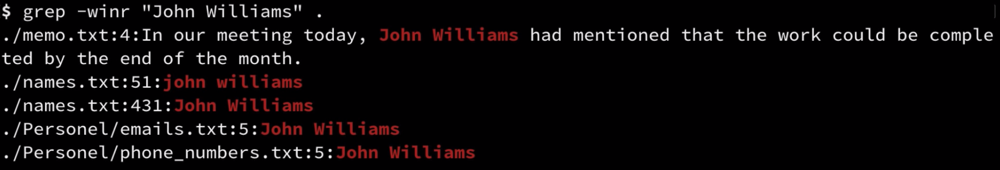 $ grep -winr "John Williams" .
./memo.txt:4:In our meeting today, John Williams had mentioned that the work could be comple
ted by the end of the month.
./names.txt:51:john williams
./names.txt:431:John Williams
./Personel/emails.txt:5:John Williams
./Personel/phone_numbers.txt:5:John Williams